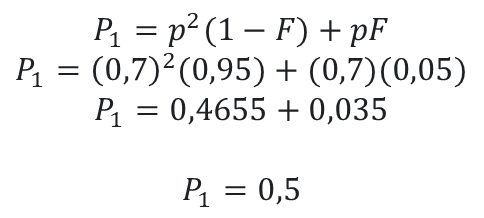 P₁ = p²(1 − F) + pF
P₁ = (0,7)²(0,95) + (0,7)(0,05)
P₁ = 0,4655 + 0,035
P₁ = 0,5